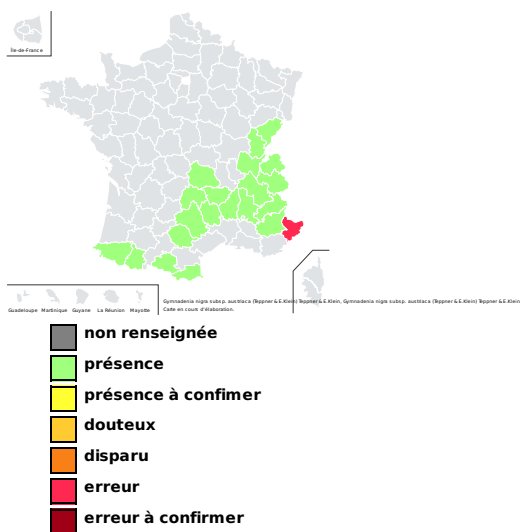 Île-de-France
Guadeloupe Martinique Guyane La Réunion Mayotte
Gymnadenia nigra subsp. austriaca (Teppner & E.Klein) Teppner & E.Klein, Gymnadenia nigra subsp. austriaca (Teppner & E.Klein) Teppner & E.Klein
Carte en cours d'élaboration.
non renseignée
présence
présence à confimer
douteux
disparu
erreur
erreur à confirmer